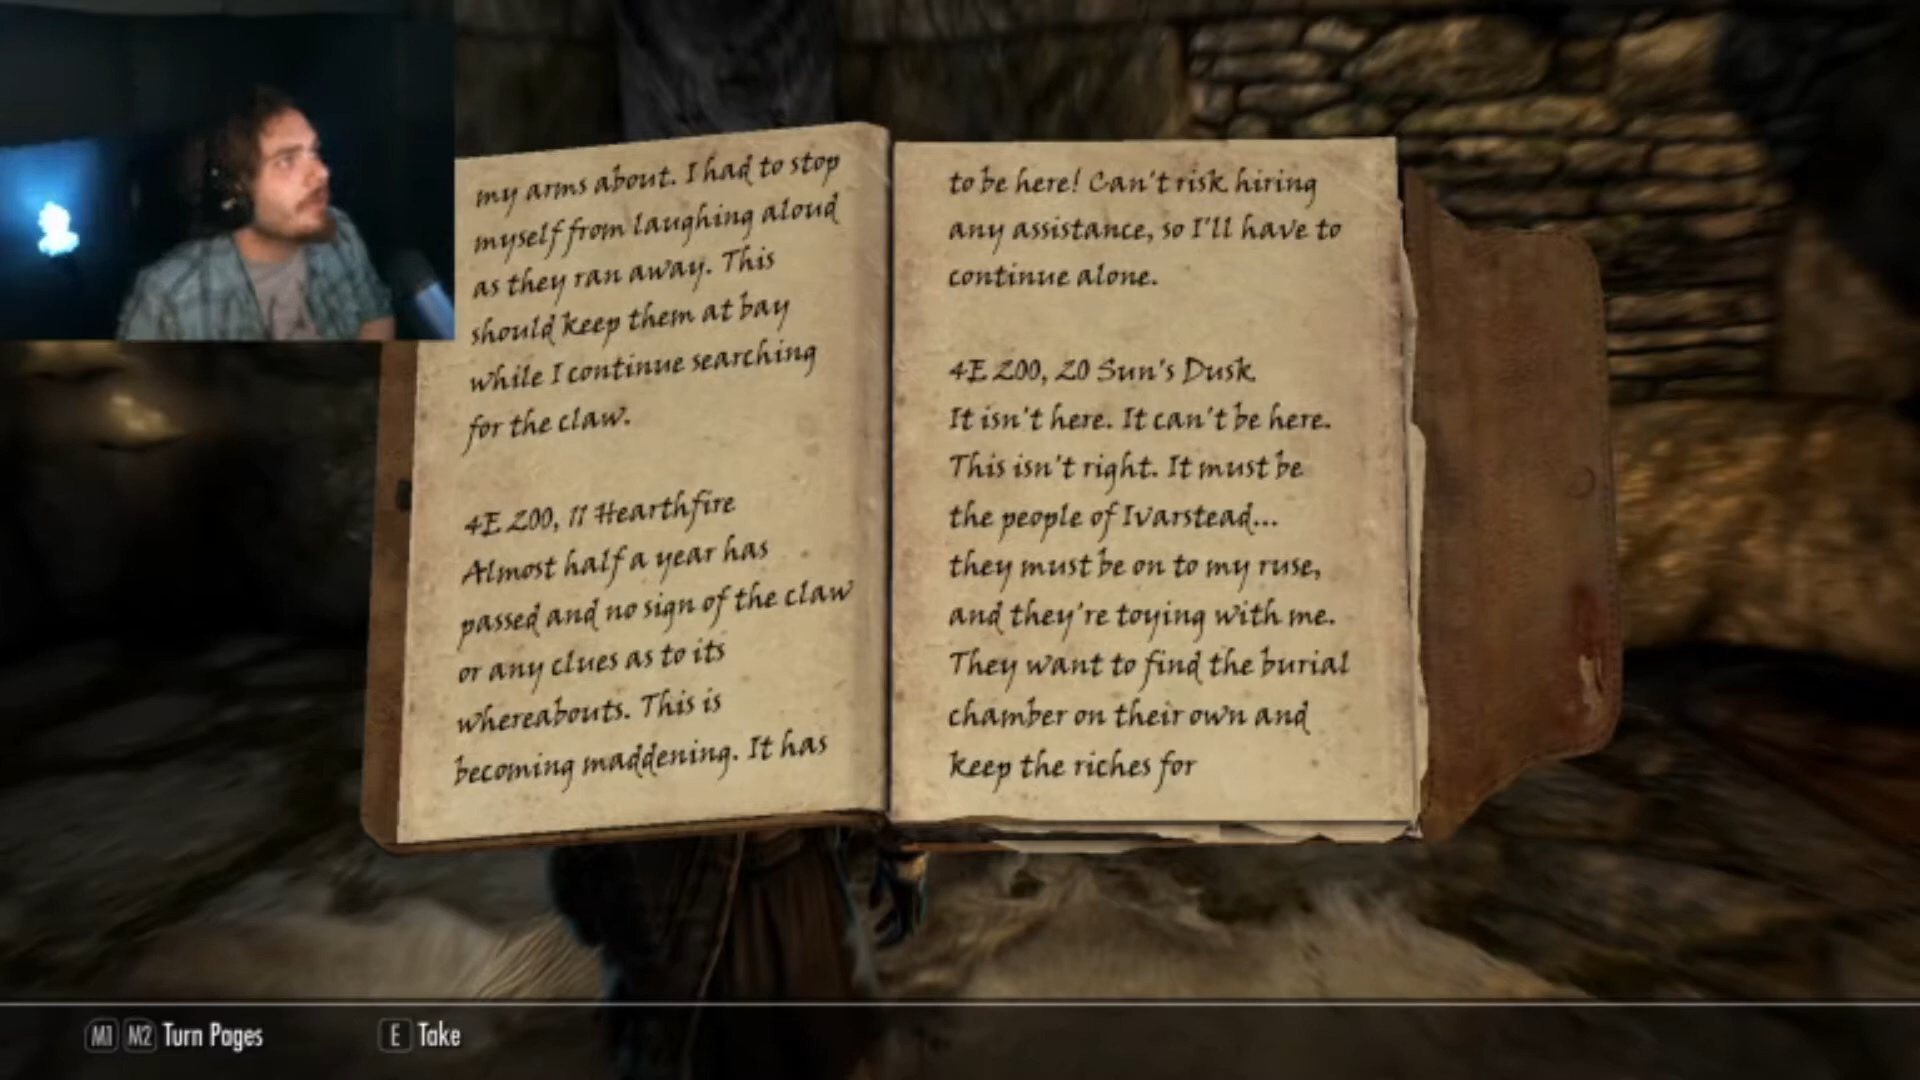 my arms about. I had to stop
myself from laughing aloud
as they ran away. This
should keep them at bay
while I continue searching
for the claw.
4E 200, 11 Hearthfire
Almost half a year has
passed and no sign of the claw
or any clues as to its
whereabouts. This is
becoming maddening. It has
to be here! Can't risk hiring
any assistance, so I'll have to
continue alone.
4E 200, 20 Sun's Dusk
It isn't here. It can't be here.
This isn't right. It must be
the people of Ivarstead...
they must be on to my ruse,
and they're toying with me.
They want to find the burial
chamber on their own and
keep the riches for
M1 M2 Turn Pages
E Take